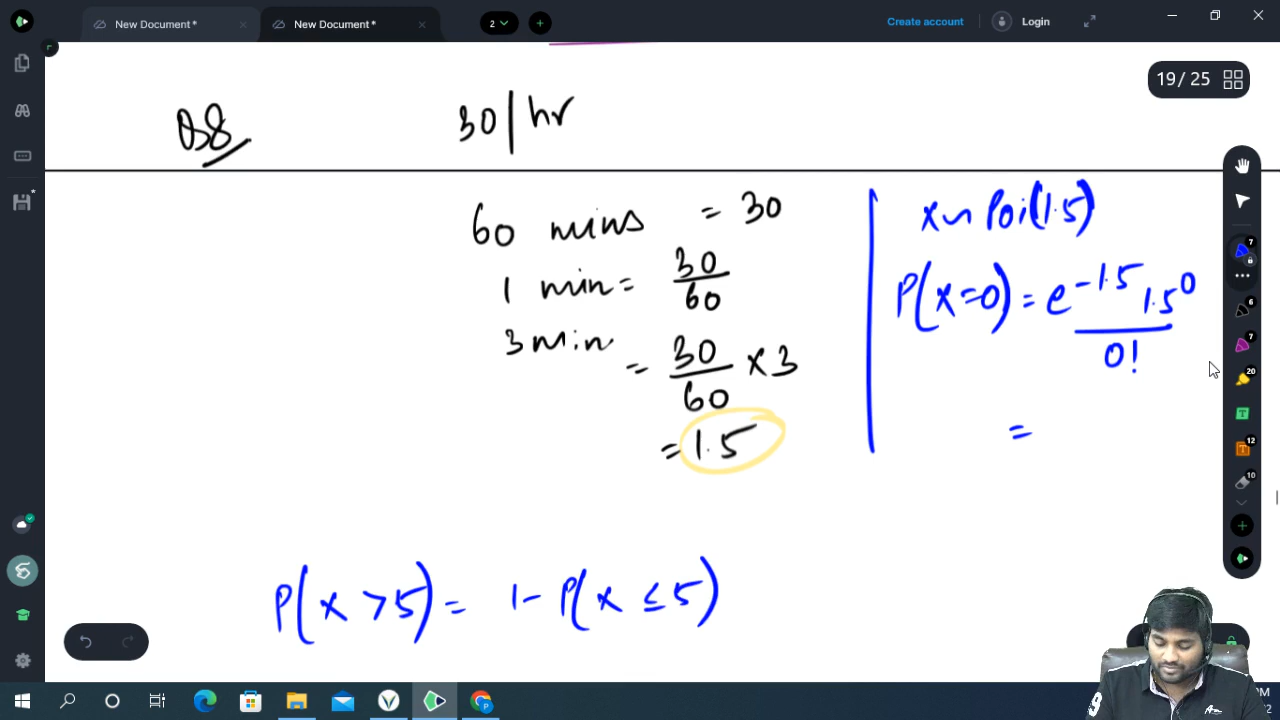 New Document* New Document* 2 Create account Login
19/ 25
Q8 30/hr
60 mins = 30
1 min = 30/60
3 min = 30/60 × 3
= 1.5
X ~ Poi(1.5)
P(X=0) = e^-1.5 1.5^0 / 0!
=
P(X > 5) = 1 - P(X ≤ 5)